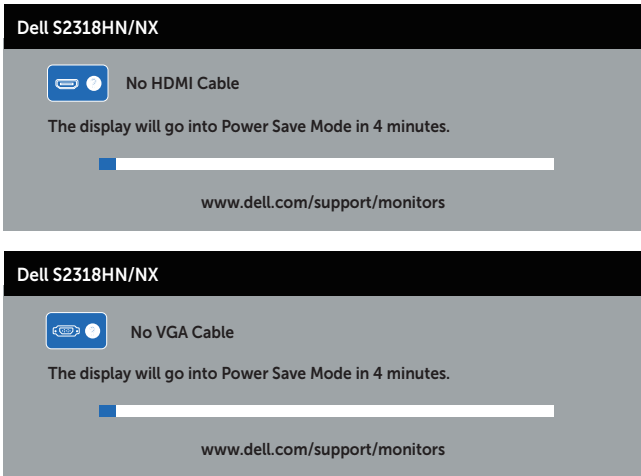 Dell S2318HN/NX
? No HDMI Cable
The display will go into Power Save Mode in 4 minutes.
www.dell.com/support/monitors
Dell S2318HN/NX
? No VGA Cable
The display will go into Power Save Mode in 4 minutes.
www.dell.com/support/monitors